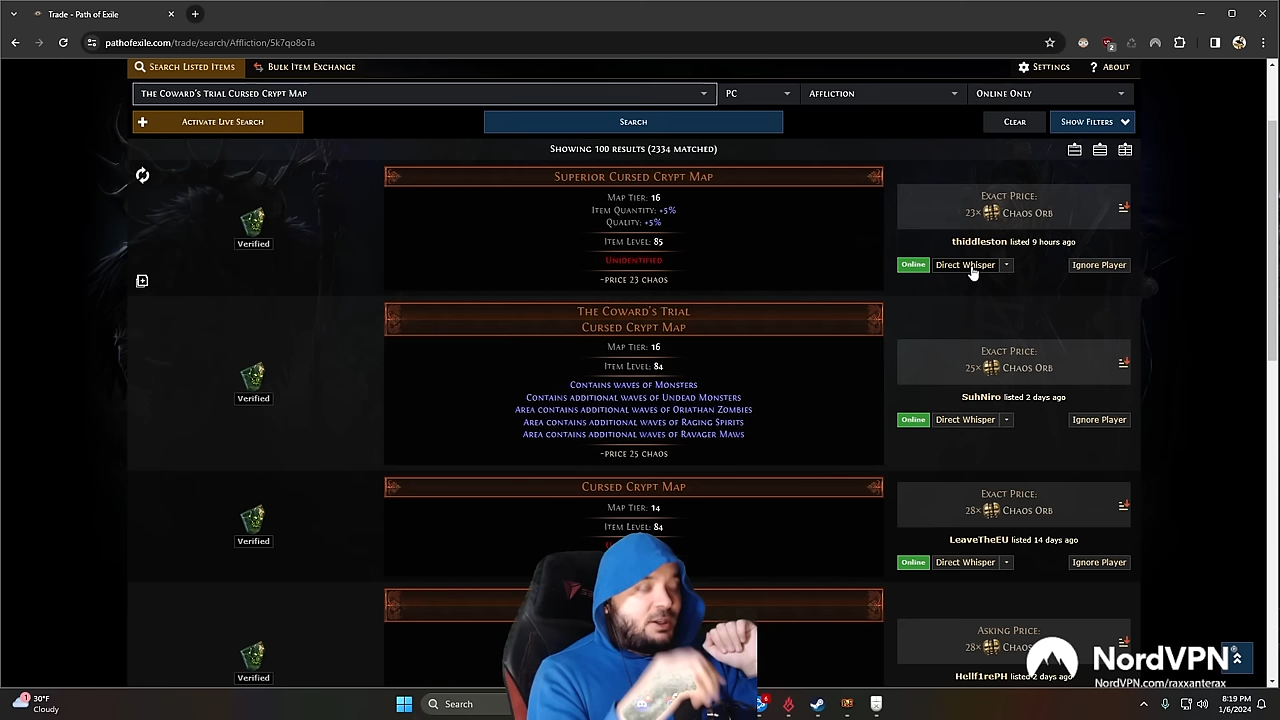 Trade - Path of Exile
pathofexile.com/trade/search/Affliction/5k7qo8oTa
2
Search Listed Items
Bulk Item Exchange
Settings
? About
The Coward's Trial Cursed Crypt Map
PC
Affliction
Online Only
Activate Live Search
Search
Clear
Show Filters
Showing 100 results (2334 matched)
Superior Cursed Crypt Map
Map Tier: 16
Item Quantity: +5%
Quality: +5%
Item Level: 85
Unidentified
~price 23 chaos
Verified
Exact Price:
23× Chaos Orb
thiddleston listed 9 hours ago
Online
Direct Whisper
Ignore Player
The Coward's Trial
Cursed Crypt Map
Map Tier: 16
Item Level: 84
Contains waves of Monsters
Contains additional waves of Undead Monsters
Area contains additional waves of Oriathan Zombies
Area contains additional waves of Raging Spirits
Area contains additional waves of Ravager Maws
~price 25 chaos
Verified
Exact Price:
25× Chaos Orb
SuhNiro listed 2 days ago
Online
Direct Whisper
Ignore Player
Cursed Crypt Map
Map Tier: 14
Item Level: 84
Verified
Exact Price:
28× Chaos Orb
LeaveTheEU listed 14 days ago
Online
Direct Whisper
Ignore Player
Verified
Asking Price:
28×
Hellf1rePH listed 2 days ago
NordVPN®
NordVPN.com/raxxanterax
1
30°F
Cloudy
Search
8:19 PM
1/6/2024